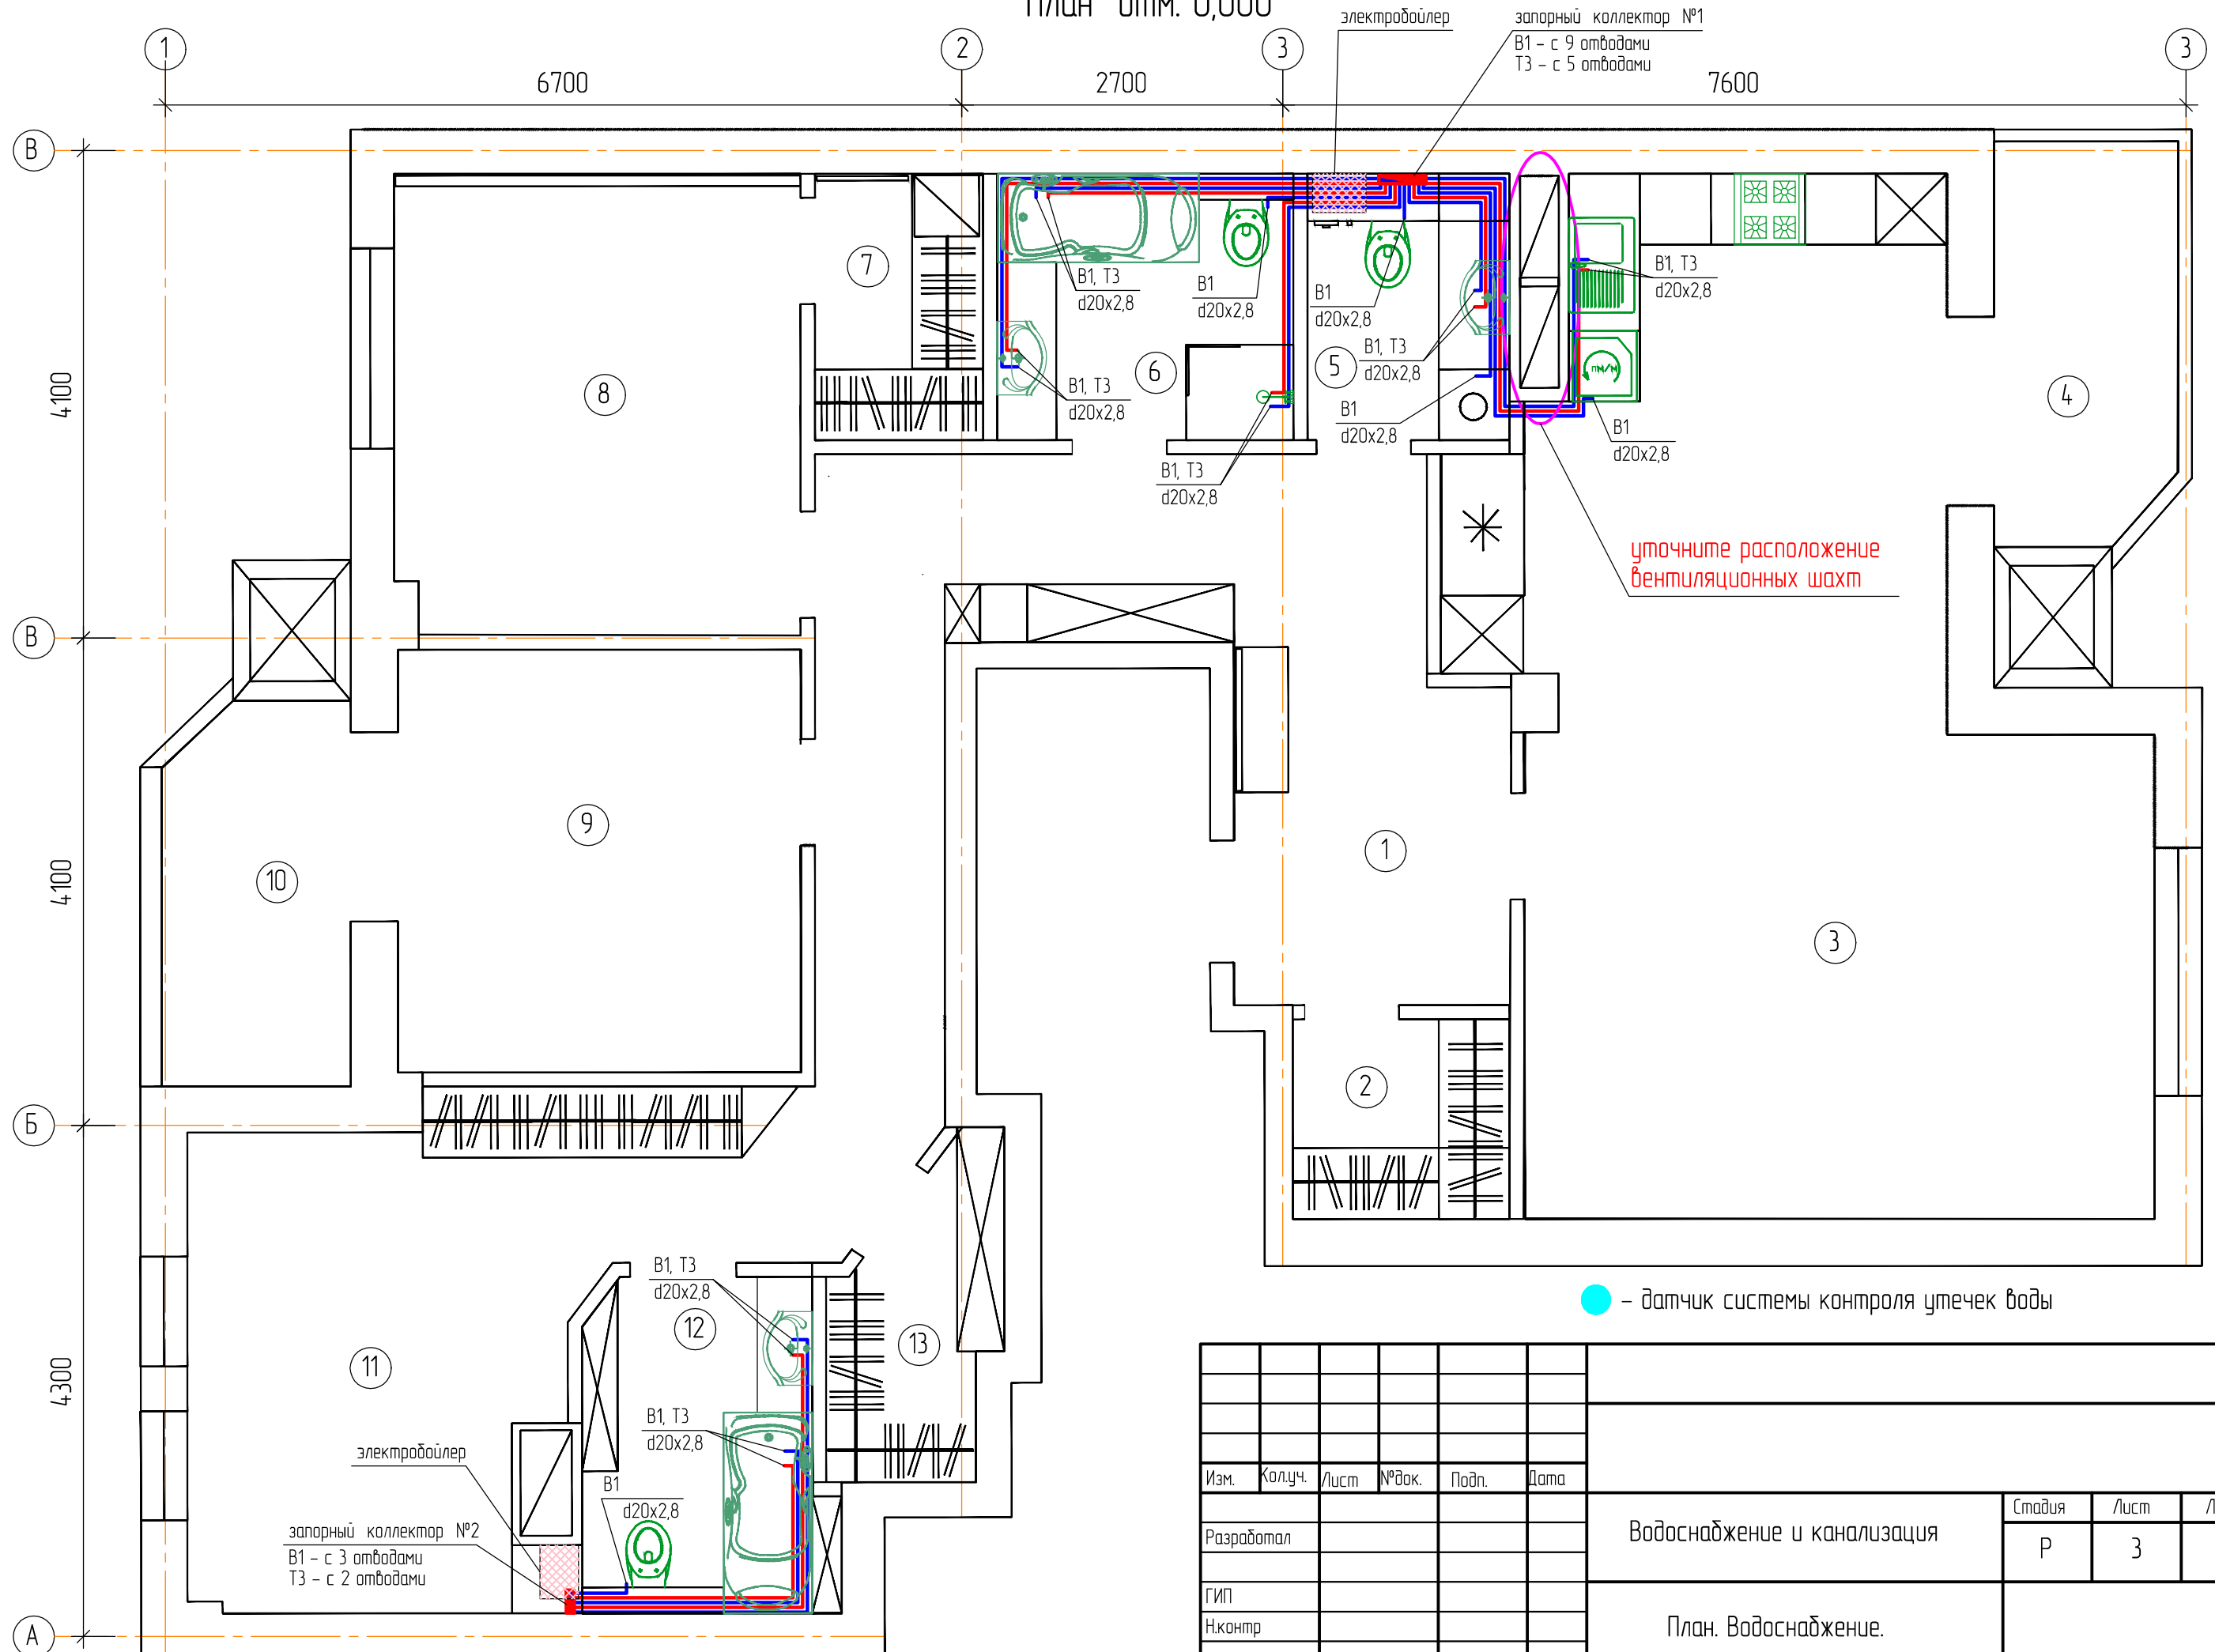 План отм. 0,000
электробойлер
запорный коллектор №1
В1 – с 9 отводами
Т3 – с 5 отводами
1
2
3
3
6700
2700
7600
В
4100
В
4100
Б
4300
А
7
8
В1, Т3
d20x2,8
В1
d20x2,8
В1, Т3
d20x2,8
6
В1, Т3
d20x2,8
В1
d20x2,8
5
В1, Т3
d20x2,8
В1
d20x2,8
В1, Т3
d20x2,8
пм/м
В1
d20x2,8
4
уточните расположение
вентиляционных шахт
9
10
1
3
2
В1, Т3
d20x2,8
12
13
11
В1, Т3
d20x2,8
электробойлер
В1
d20x2,8
запорный коллектор №2
В1 – с 3 отводами
Т3 – с 2 отводами
– датчик системы контроля утечек воды
Изм. Кол.уч. Лист №док. Подп. Дата
Разработал
ГИП
Н.контр
Водоснабжение и канализация
Стадия Лист
Р 3
План. Водоснабжение.